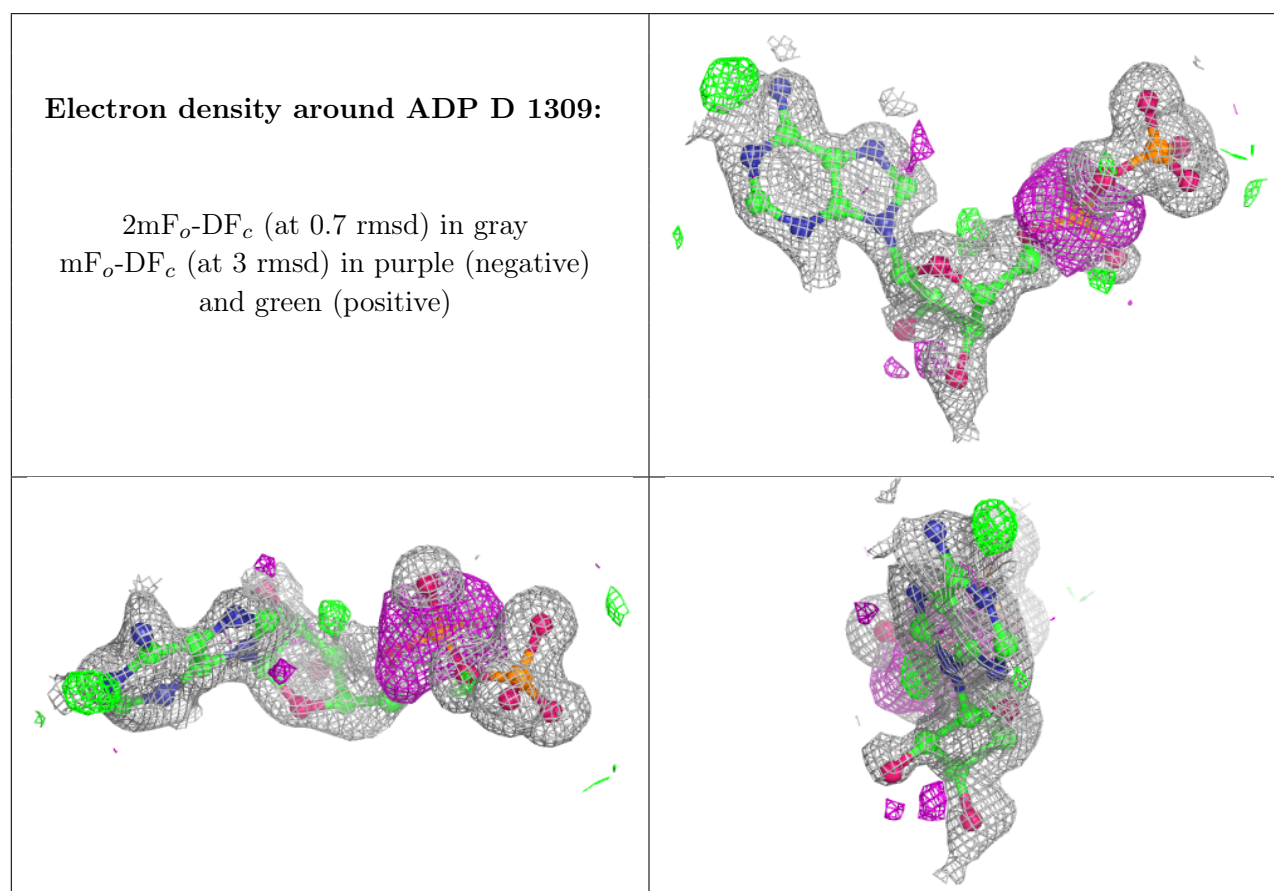 Electron density around ADP D 1309:
2mFo-DFc (at 0.7 rmsd) in gray
mFo-DFc (at 3 rmsd) in purple (negative)
and green (positive)